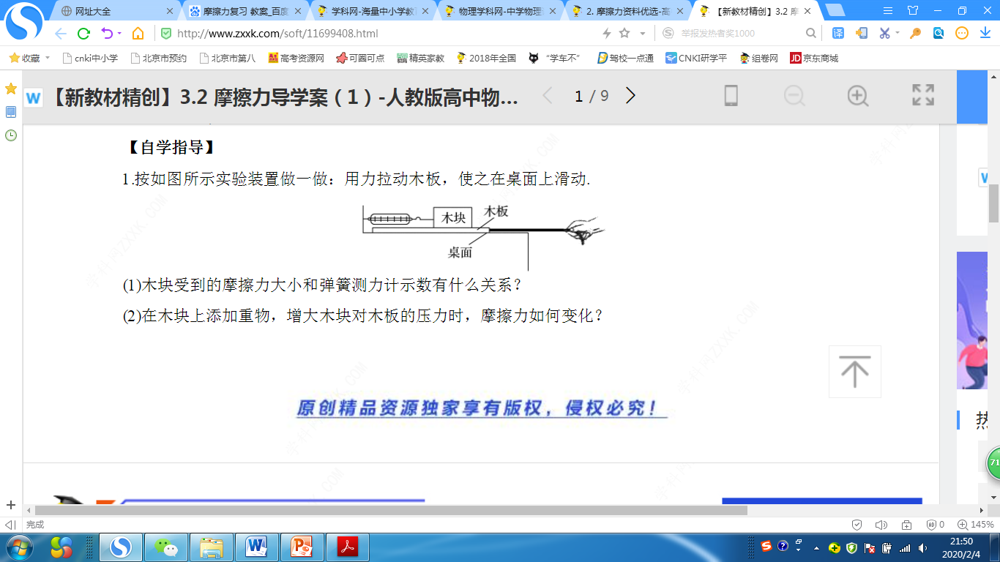 网址大全
摩擦力复习 教案_百度
学科网-海量中小学教
物理学科网-中学物理
2. 摩擦力资料优选-高
【新教材精创】3.2 摩
http://www.zxxk.com/soft/11699408.html
举报发热者奖1000
译
收藏
cnki中小学
北京市预约
北京市第八
高考资源网
可圈可点
精英家教
2018年全国
“学车不”
驾校一点通
CNKI研学平
组卷网
JD 京东商城
W
【新教材精创】3.2 摩擦力导学案（1）-人教版高中物...
1 / 9
【自学指导】
1.按如图所示实验装置做一做：用力拉动木板，使之在桌面上滑动.
木块
木板
桌面
(1)木块受到的摩擦力大小和弹簧测力计示数有什么关系？
(2)在木块上添加重物，增大木块对木板的压力时，摩擦力如何变化？
原创精品资源独家享有版权，侵权必究！
学科网ZXXK.COM
热
71
完成
0
145%
21:50
2020/2/4